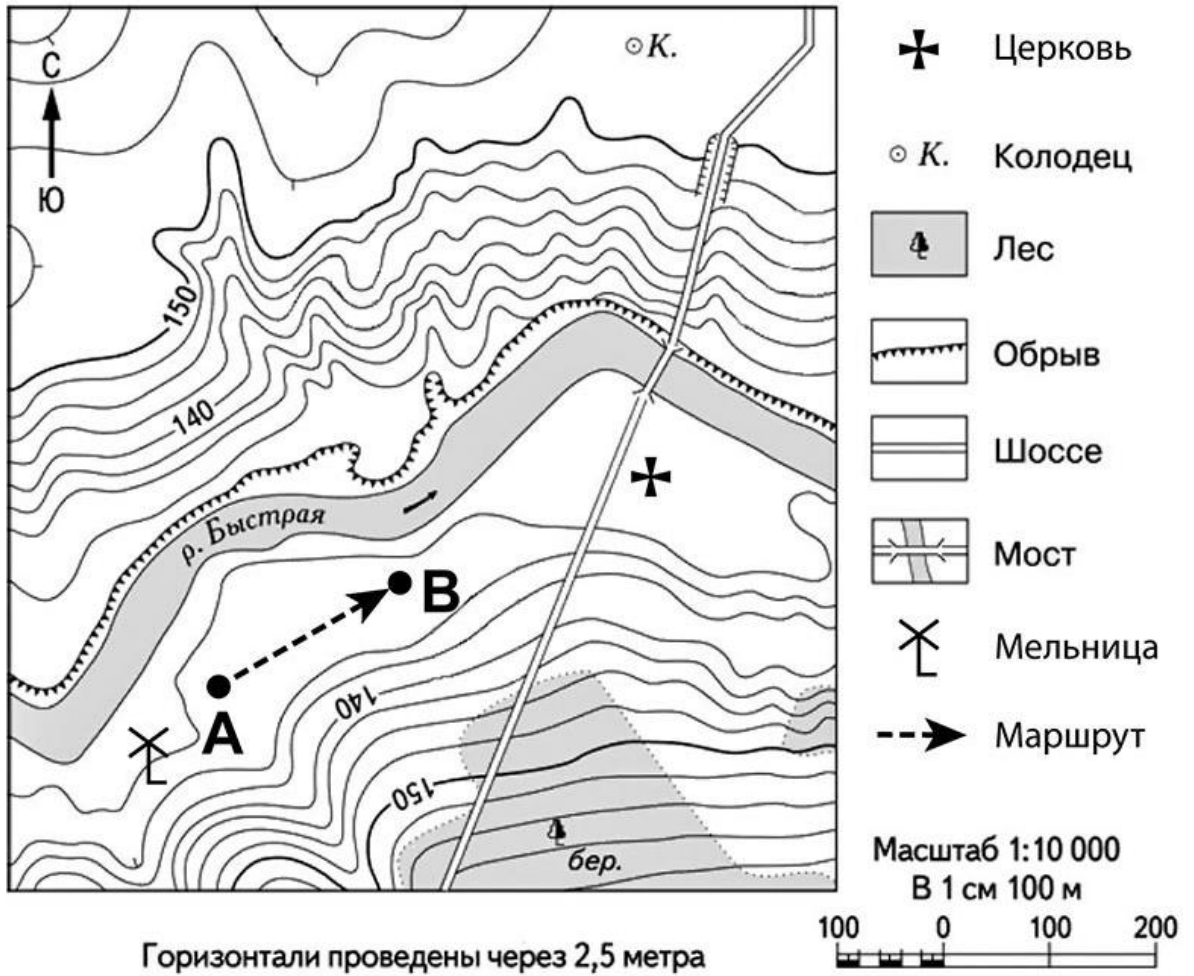 К.
С
Ю
150
140
р. Быстрая
В
А
140
150
бер.
Церковь
К. Колодец
Лес
Обрыв
Шоссе
Мост
Мельница
Маршрут
Масштаб 1:10 000
В 1 см 100 м
100 0 100 200
Горизонтали проведены через 2,5 метра